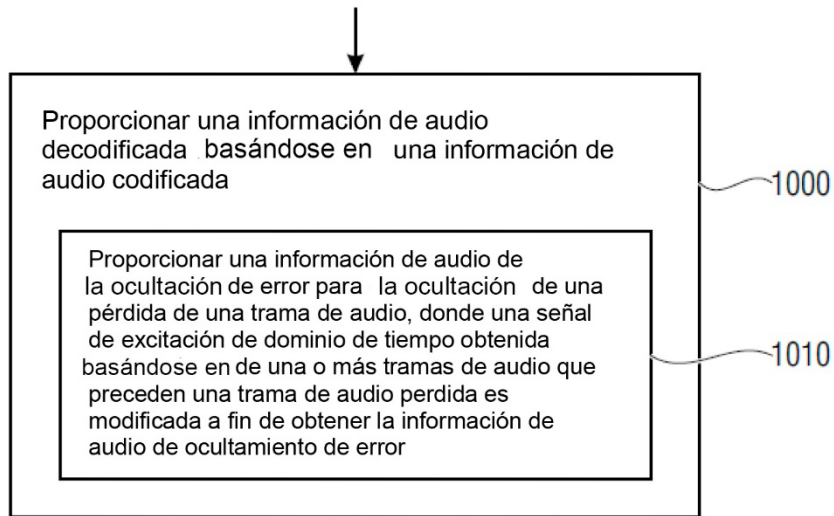 Proporcionar una información de audio
decodificada basándose en una información de
audio codificada
1000
Proporcionar una información de audio de
la ocultación de error para la ocultación de una
pérdida de una trama de audio, donde una señal
de excitación de dominio de tiempo obtenida
basándose en de una o más tramas de audio que
preceden una trama de audio perdida es
modificada a fin de obtener la información de
audio de ocultamiento de error
1010